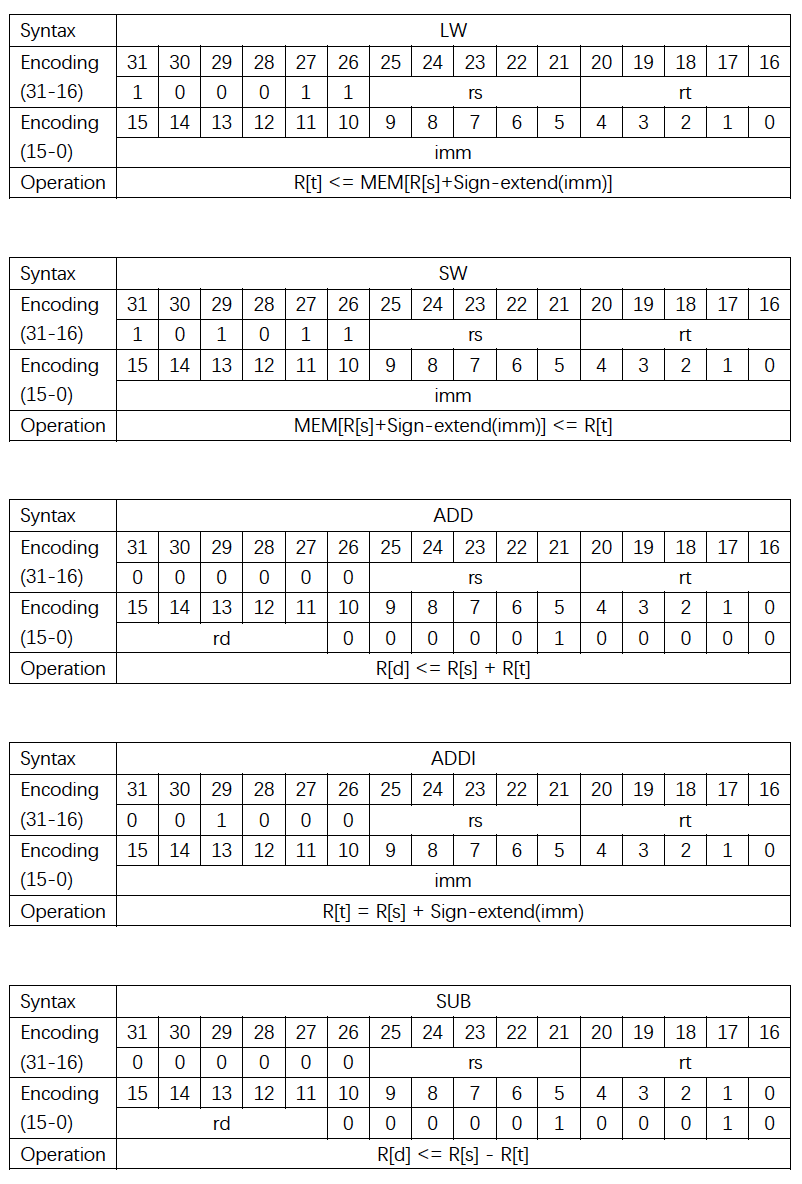 Syntax LW
Encoding 31 30 29 28 27 26 25 24 23 22 21 20 19 18 17 16
(31-16) 1 0 0 0 1 1 rs rt
Encoding 15 14 13 12 11 10 9 8 7 6 5 4 3 2 1 0
(15-0) imm
Operation R[t] <= MEM[R[s]+Sign-extend(imm)]
Syntax SW
Encoding 31 30 29 28 27 26 25 24 23 22 21 20 19 18 17 16
(31-16) 1 0 1 0 1 1 rs rt
Encoding 15 14 13 12 11 10 9 8 7 6 5 4 3 2 1 0
(15-0) imm
Operation MEM[R[s]+Sign-extend(imm)] <= R[t]
Syntax ADD
Encoding 31 30 29 28 27 26 25 24 23 22 21 20 19 18 17 16
(31-16) 0 0 0 0 0 0 rs rt
Encoding 15 14 13 12 11 10 9 8 7 6 5 4 3 2 1 0
(15-0) rd 0 0 0 0 0 1 0 0 0 0 0
Operation R[d] <= R[s] + R[t]
Syntax ADDI
Encoding 31 30 29 28 27 26 25 24 23 22 21 20 19 18 17 16
(31-16) 0 0 1 0 0 0 rs rt
Encoding 15 14 13 12 11 10 9 8 7 6 5 4 3 2 1 0
(15-0) imm
Operation R[t] = R[s] + Sign-extend(imm)
Syntax SUB
Encoding 31 30 29 28 27 26 25 24 23 22 21 20 19 18 17 16
(31-16) 0 0 0 0 0 0 rs rt
Encoding 15 14 13 12 11 10 9 8 7 6 5 4 3 2 1 0
(15-0) rd 0 0 0 0 0 1 0 0 0 1 0
Operation R[d] <= R[s] - R[t]